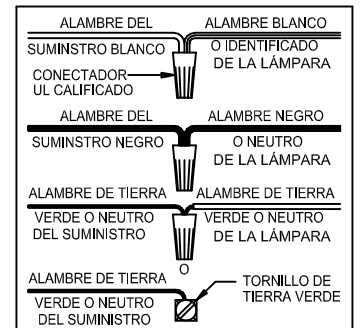 ALAMBRE DEL ALAMBRE BLANCO
SUMINSTRO BLANCO O IDENTIFICADO
DE LA LÁMPARA
CONECTADOR
UL CALIFICADO
ALAMBRE DEL ALAMBRE NEGRO
SUMINSTRO NEGRO O NEUTRO
DE LA LÁMPARA
ALAMBRE DE TIERRA ALAMBRE DE TIERRA
VERDE O NEUTRO VERDE O NEUTRO
DEL SUMINISTRO DE LA LÁMPARA
O
ALAMBRE DE TIERRA TORNILLO DE
TIERRA VERDE
VERDE O NEUTRO
DEL SUMINISTRO